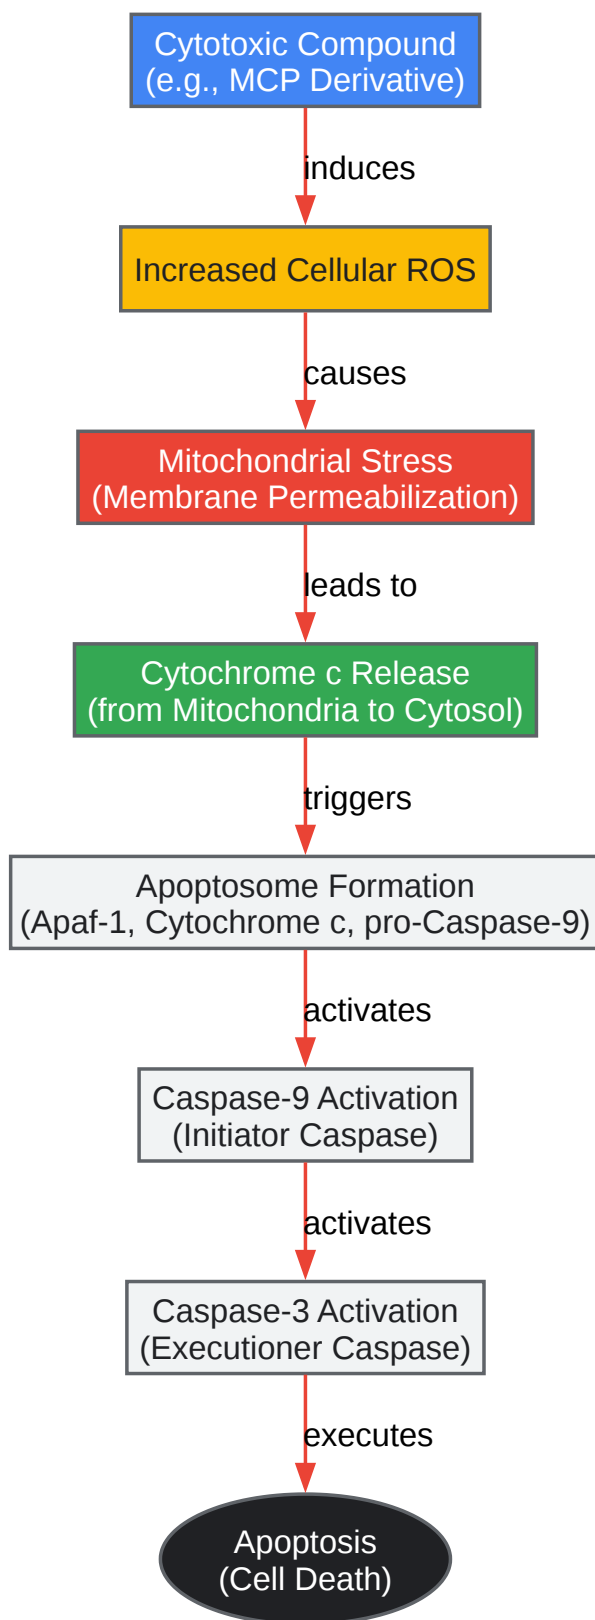 Cytotoxic Compound
(e.g., MCP Derivative)
induces
Increased Cellular ROS
causes
Mitochondrial Stress
(Membrane Permeabilization)
leads to
Cytochrome c Release
(from Mitochondria to Cytosol)
triggers
Apoptosome Formation
(Apaf-1, Cytochrome c, pro-Caspase-9)
activates
Caspase-9 Activation
(Initiator Caspase)
activates
Caspase-3 Activation
(Executioner Caspase)
executes
Apoptosis
(Cell Death)